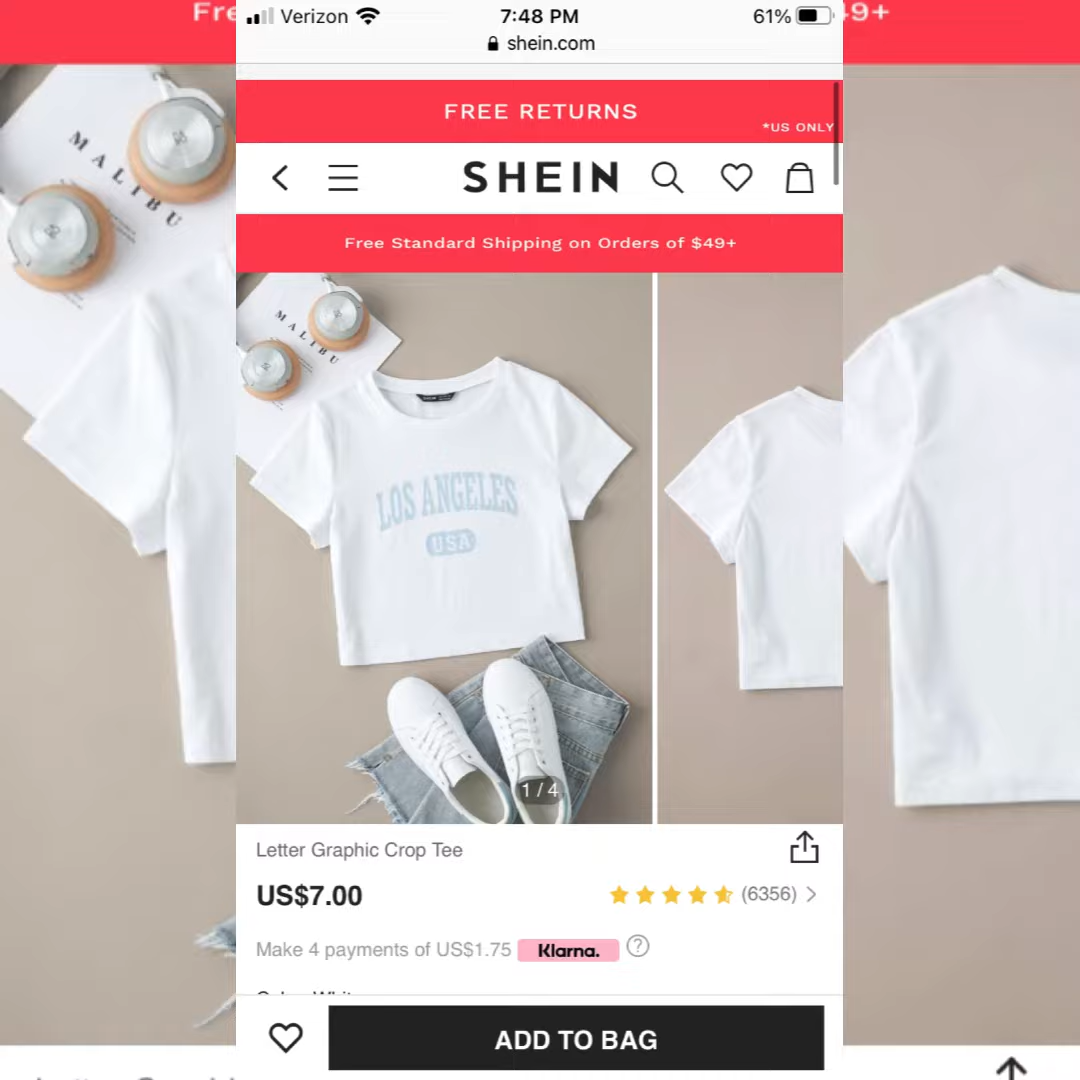 Verizon
7:48 PM
61%
shein.com
FREE RETURNS
*US ONLY
SHEIN
Free Standard Shipping on Orders of $49+
MALIBU
MALIBU
LOS ANGELES
USA
1 / 4
Letter Graphic Crop Tee
US$7.00
(6356)
Make 4 payments of US$1.75 Klarna. ?
ADD TO BAG